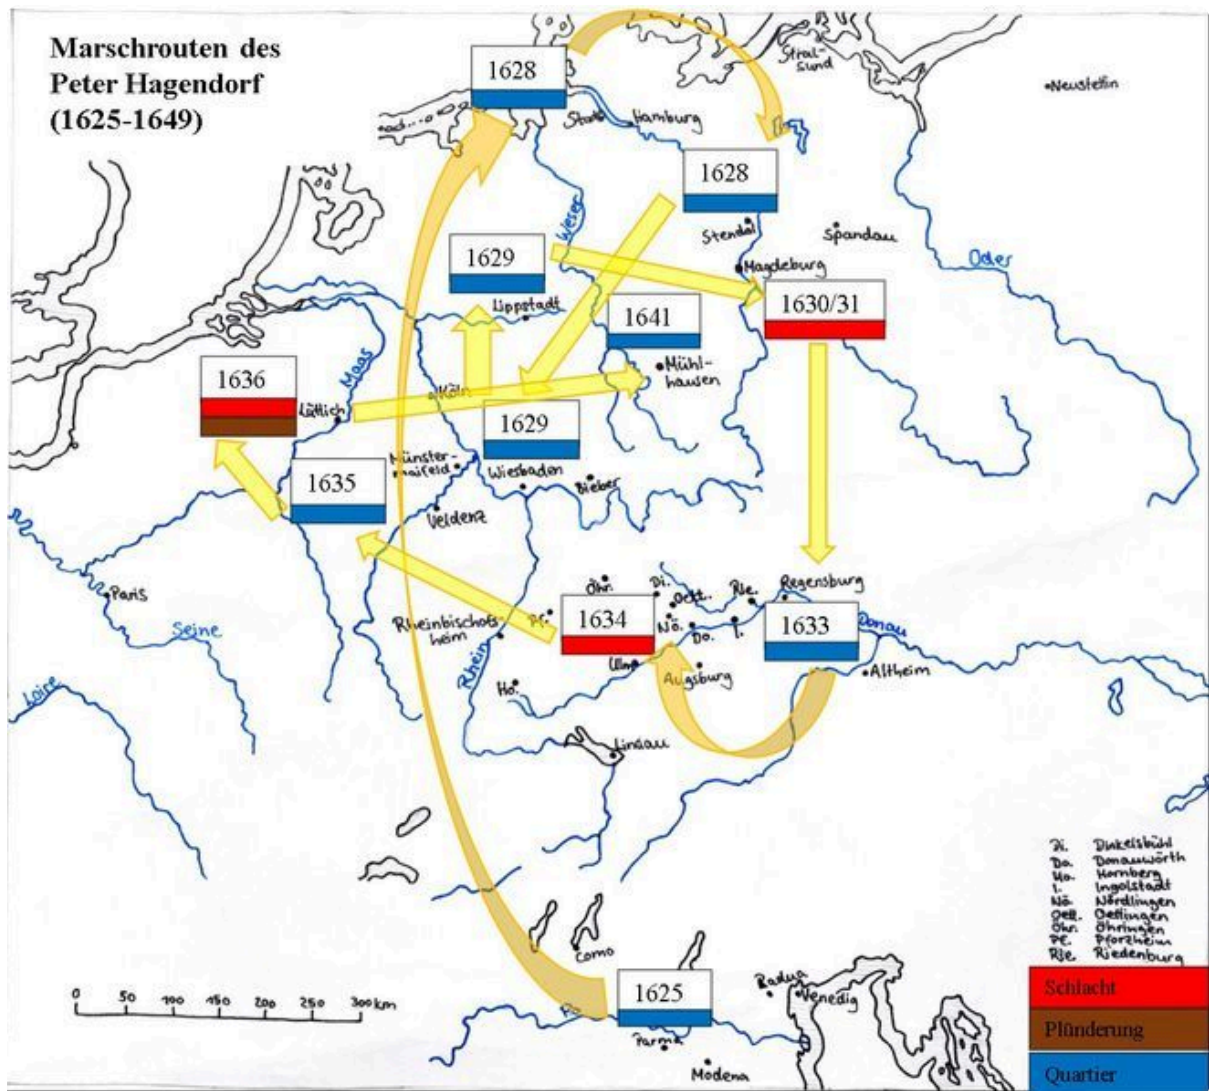 Marschrouten des
Peter Hagendorf
(1625-1649)
1628
Stral-
sund
Neustettin
Stade
Hamburg
1628
Weser
Stendal
Spandau
Oder
1629
Magdeburg
1630/31
Lippstadt
1641
Mühl-
hausen
Maas
1636
Köln
Lüttich
1629
Münster-
maifeld
Wiesbaden
Bieber
1635
Veldenz
Paris
Seine
Öhr.
Di.
Oett.
Rie.
Regensburg
Rheinbischofs-
heim
Pf.
1634
Nö.
Do.
I.
1633
Donau
Rhein
Ulm
Augsburg
Altheim
Loire
Ho.
Lindau
Di. Dinkelsbühl
Do. Donauwörth
Ho. Hornberg
I. Ingolstadt
Nö. Nördlingen
Oett. Oettingen
Öhr. Öhringen
Pf. Pforzheim
Rie. Riedenburg
Como
1625
Padua
Venedig
Po
Parma
Modena
0 50 100 150 200 250 300 km
Schlacht
Plünderung
Quartier